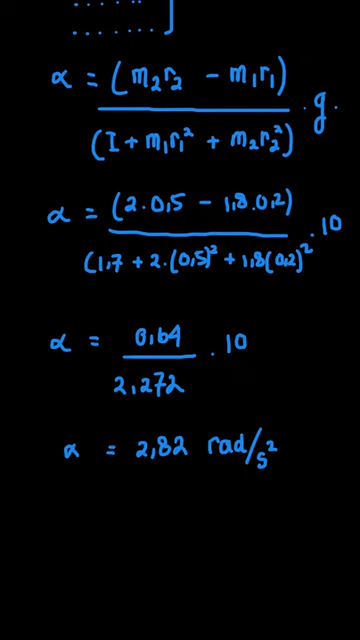 α = (m₂r₂ - m₁r₁) / (I + m₁r₁² + m₂r₂²) · g.
α = (2.0,5 - 1,8.0,2) / (1,7 + 2.(0,5)² + 1,8(0,2)² · 10
α = 0,64 / 2,272 · 10
α = 2,82 rad/s²